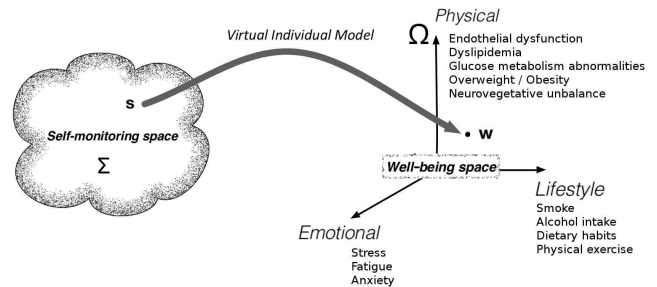 Physical
Ω
Endothelial dysfunction
Dyslipidemia
Glucose metabolism abnormalities
Overweight / Obesity
Neurovegetative unbalance
Virtual Individual Model
s
Self-monitoring space
Σ
w
Well-being space
Lifestyle
Smoke
Alcohol intake
Dietary habits
Physical exercise
Emotional
Stress
Fatigue
Anxiety